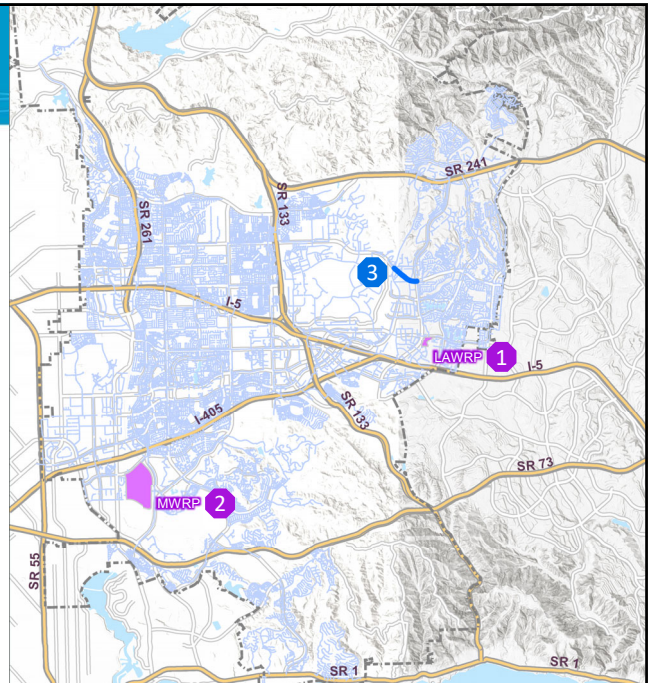 SR 241
SR 133
SR 261
3
I-5
LAWRP 1
I-5
SR 133
I-405
SR 73
MWRP 2
SR 55
SR 1
SR 1